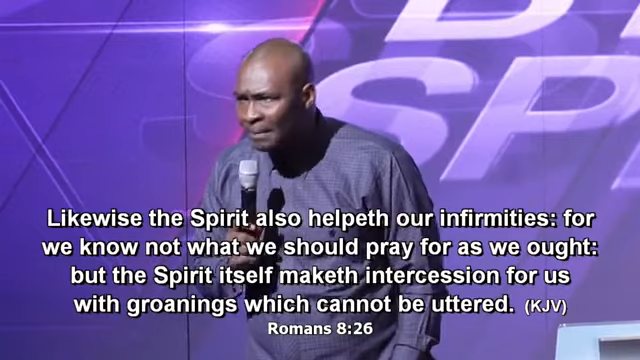 Likewise the Spirit also helpeth our infirmities: for
we know not what we should pray for as we ought:
but the Spirit itself maketh intercession for us
with groanings which cannot be uttered. (KJV)
Romans 8:26